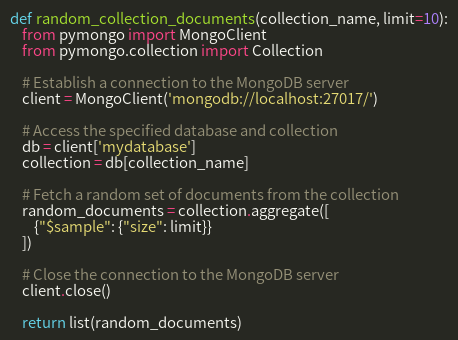 def random_collection_documents(collection_name, limit=10):
from pymongo import MongoClient
from pymongo.collection import Collection
# Establish a connection to the MongoDB server
client = MongoClient('mongodb://localhost:27017/')
# Access the specified database and collection
db = client['mydatabase']
collection = db[collection_name]
# Fetch a random set of documents from the collection
random_documents = collection.aggregate([
{"$sample": {"size": limit}}
])
# Close the connection to the MongoDB server
client.close()
return list(random_documents)